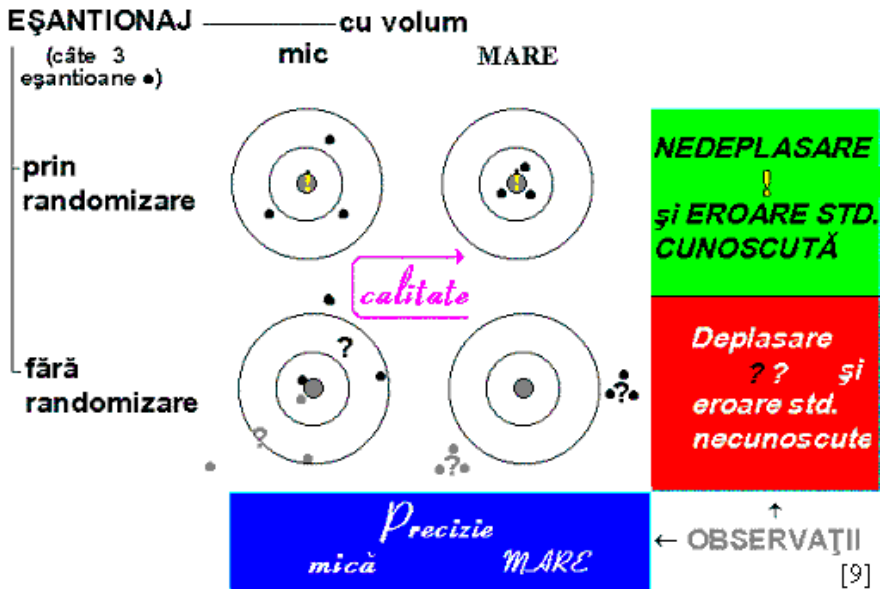 EŞANTIONAJ cu volum
(câte 3 eşantioane •)
mic MARE
prin randomizare
!
!
NEDEPLASARE
!
şi EROARE STD.
CUNOSCUTĂ
calitate
fără randomizare
?
?
?
?
Deplasare
? ? şi
eroare std.
necunoscute
Precizie
mică MARE
← OBSERVAŢII
↑
[9]